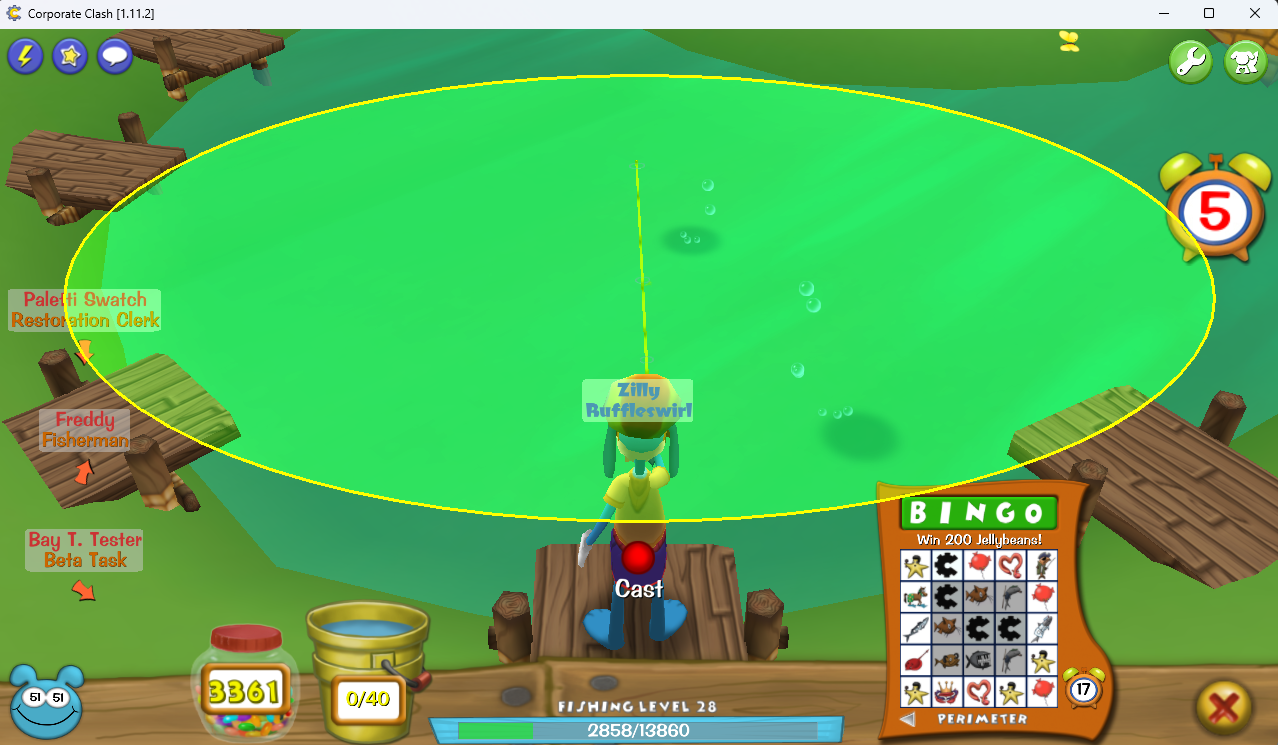 Corporate Clash [1.11.2]
5
Paletti Swatch
Restoration Clerk
Zilly
Ruffleswirl
Freddy
Fisherman
Bay T. Tester
Beta Task
Cast
BINGO
Win 200 Jellybeans!
PERIMETER
17
51 51
3361
0/40
FISHING LEVEL 28
2858/13860